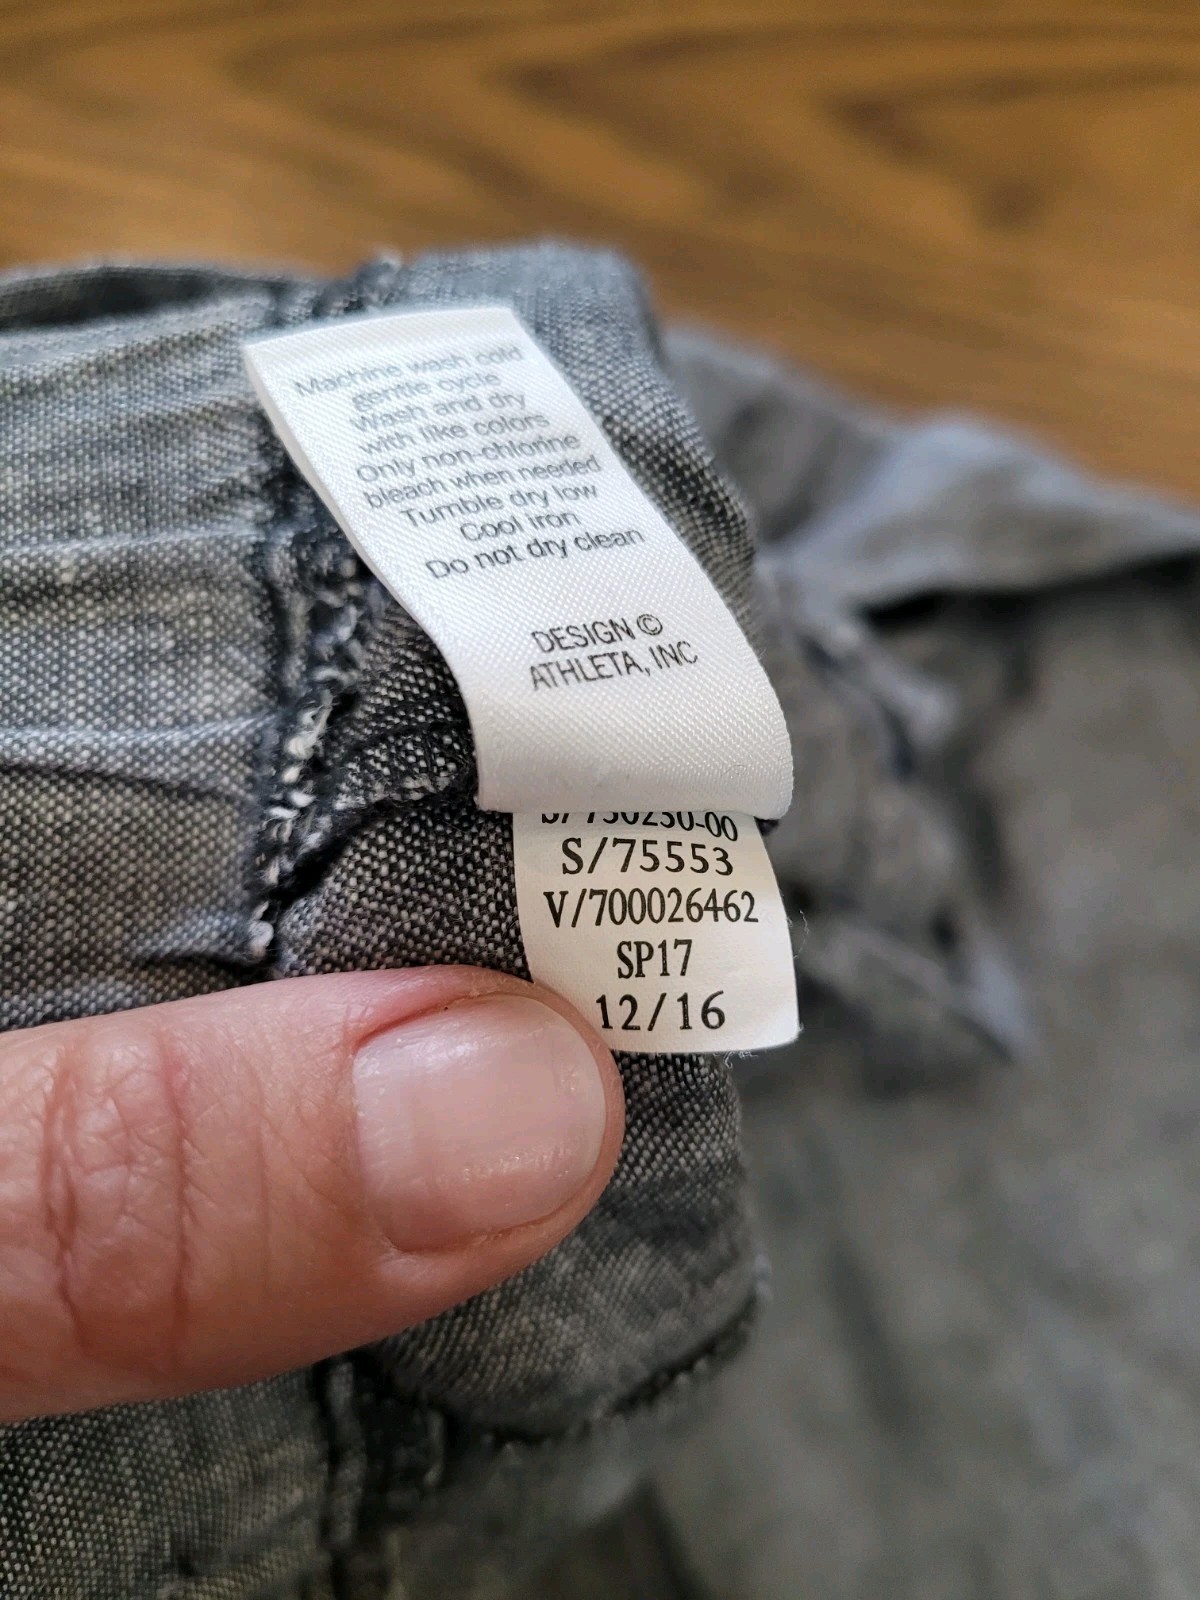 Machine wash cold
gentle cycle
Wash and dry
with like colors
Only non-chlorine
bleach when needed
Tumble dry low
Cool iron
Do not dry clean
DESIGN ©
ATHLETA, INC
S/75553
V/700026462
SP17
12/16